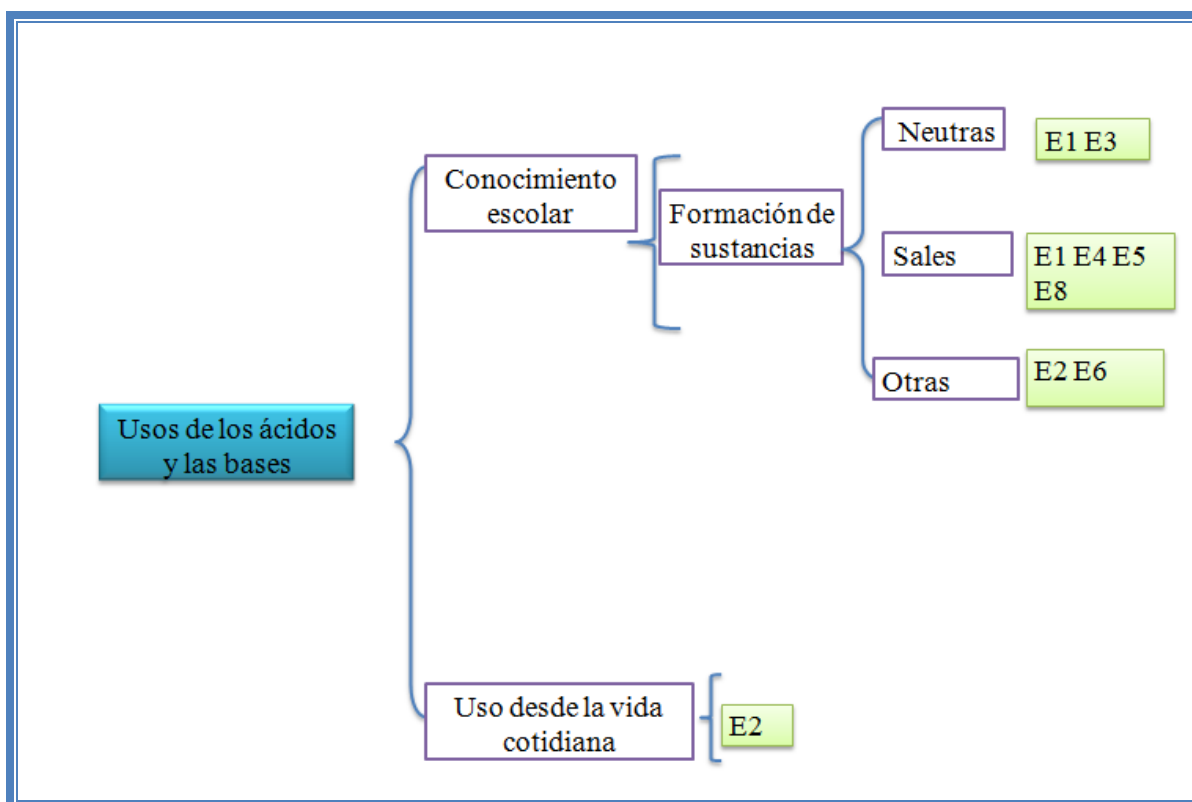 Usos de los ácidos
y las bases
Conocimiento
escolar
Formación de
sustancias
Neutras
E1 E3
Sales
E1 E4 E5
E8
Otras
E2 E6
Uso desde la vida
cotidiana
E2